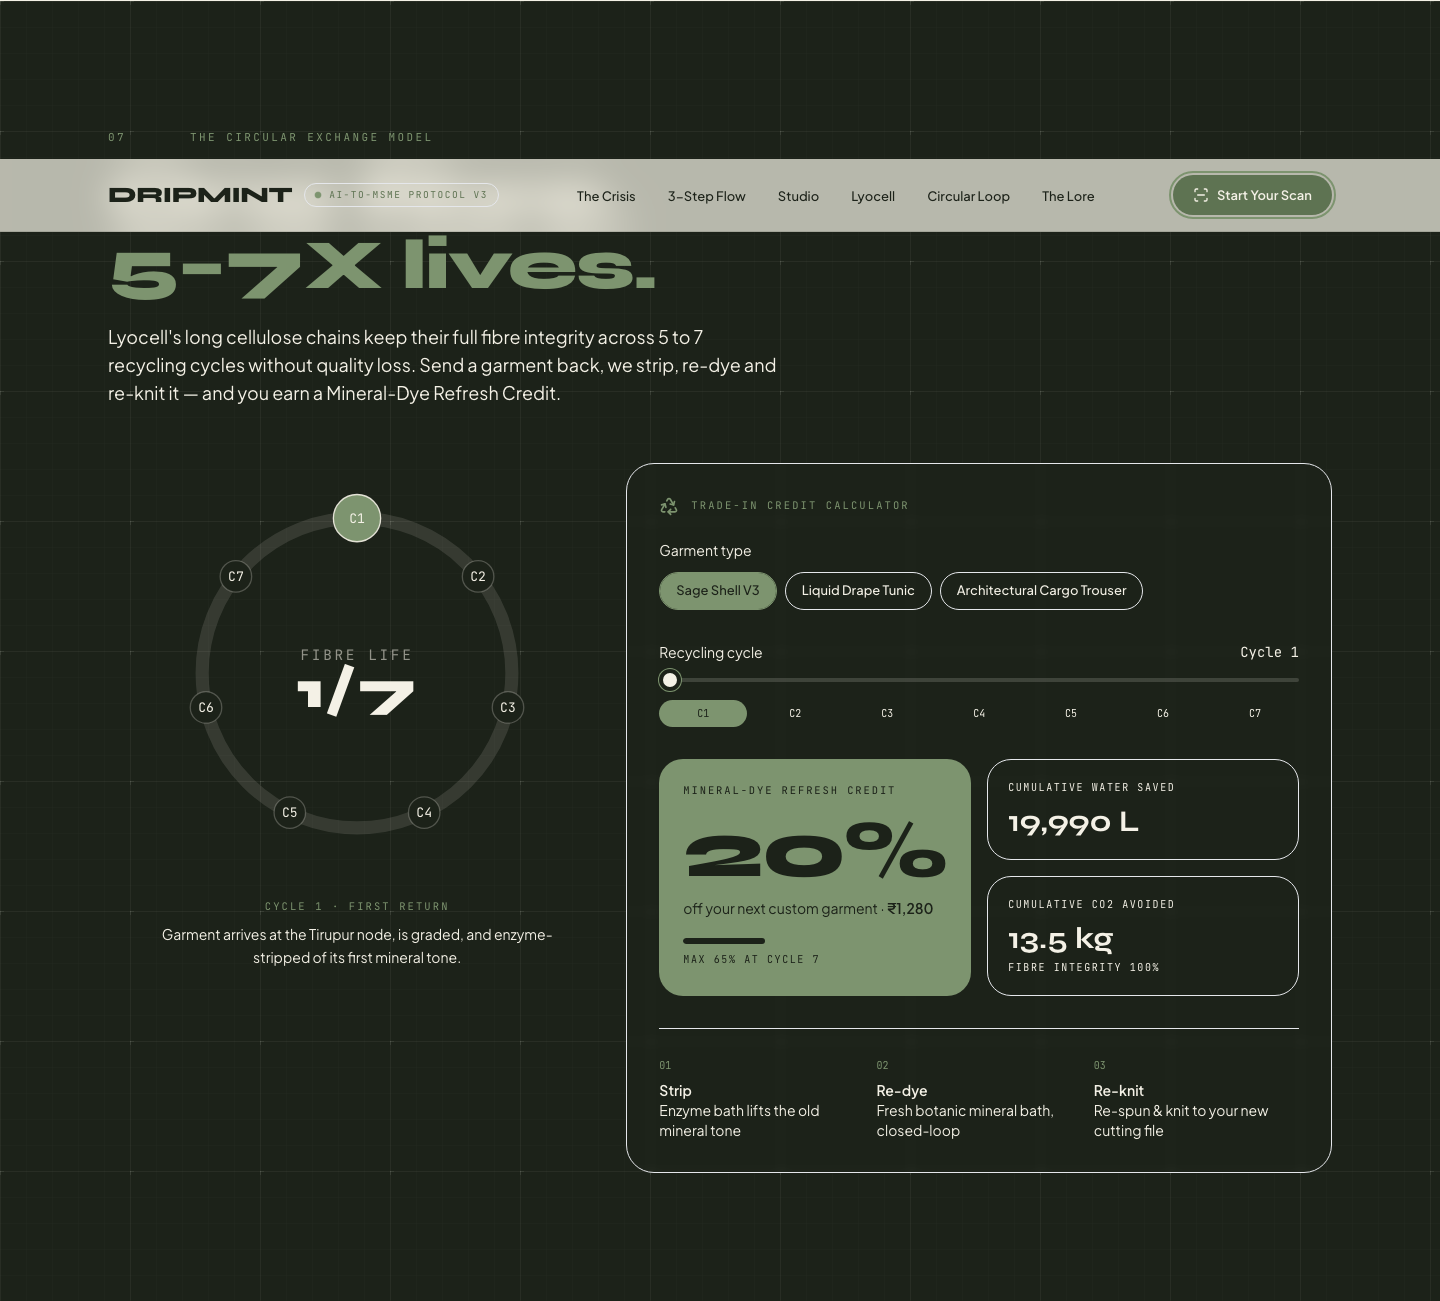 07 THE CIRCULAR EXCHANGE MODEL
DRIPMINT AI-TO-MSME PROTOCOL V3 The Crisis 3-Step Flow Studio Lyocell Circular Loop The Lore Start Your Scan
5-7X lives.
Lyocell's long cellulose chains keep their full fibre integrity across 5 to 7
recycling cycles without quality loss. Send a garment back, we strip, re-dye and
re-knit it — and you earn a Mineral-Dye Refresh Credit.
C1
C7 C2
FIBRE LIFE
1/7
C6 C3
C5 C4
CYCLE 1 · FIRST RETURN
Garment arrives at the Tirupur node, is graded, and enzyme-
stripped of its first mineral tone.
TRADE-IN CREDIT CALCULATOR
Garment type
Sage Shell V3 Liquid Drape Tunic Architectural Cargo Trouser
Recycling cycle Cycle 1
C1 C2 C3 C4 C5 C6 C7
MINERAL-DYE REFRESH CREDIT
20%
off your next custom garment · ₹1,280
MAX 65% AT CYCLE 7
CUMULATIVE WATER SAVED
19,990 L
CUMULATIVE CO2 AVOIDED
13.5 kg
FIBRE INTEGRITY 100%
01
Strip
Enzyme bath lifts the old
mineral tone
02
Re-dye
Fresh botanic mineral bath,
closed-loop
03
Re-knit
Re-spun & knit to your new
cutting file